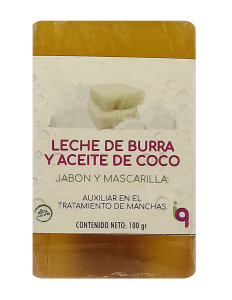 LECHE DE BURRA
Y ACEITE DE COCO
JABON Y MASCARILLA
AUXILIAR EN EL
TRATAMIENTO DE MANCHAS
CONTENIDO NETO: 100 gr